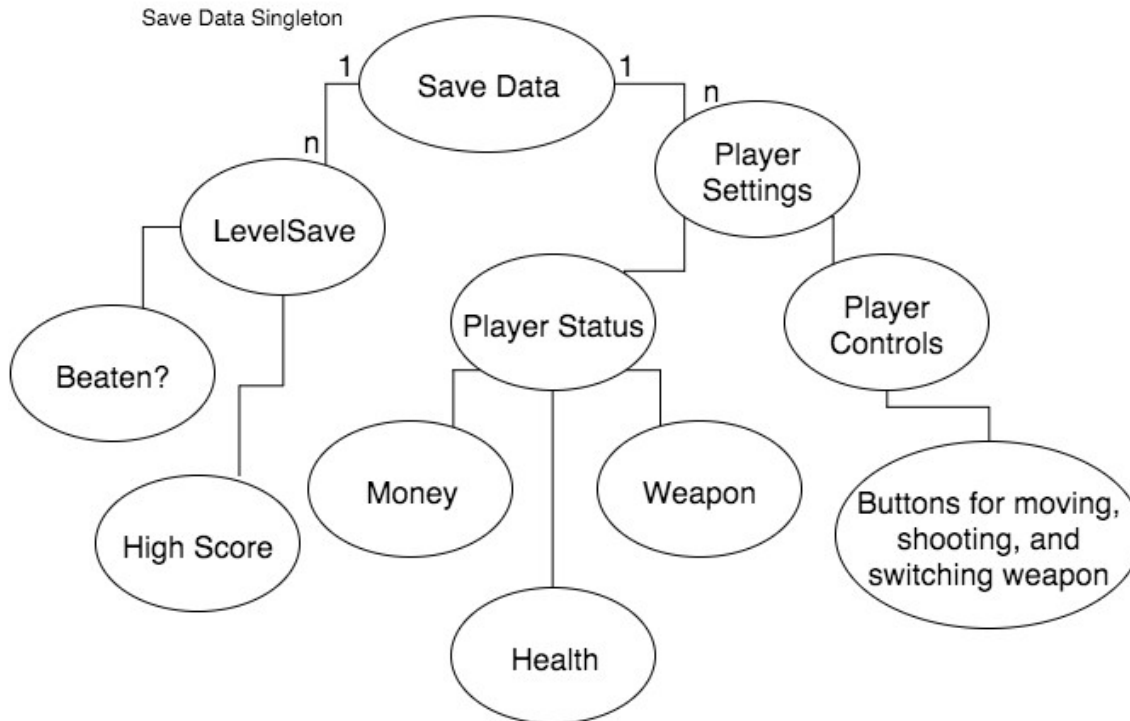 Save Data Singleton
1
Save Data
1
n
n
Player
Settings
LevelSave
Player Status
Player
Controls
Beaten?
Money
Weapon
Buttons for moving,
shooting, and
switching weapon
High Score
Health